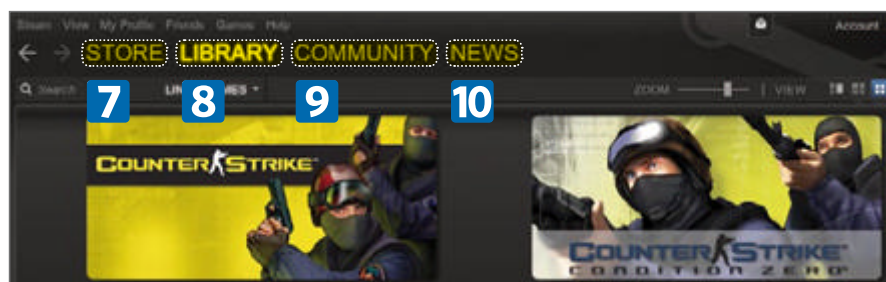 Steam View My Profile Friends Games Help
Account
STORE LIBRARY COMMUNITY NEWS
7 8 9 10
Search
ZOOM VIEW
COUNTER STRIKE
COUNTER STRIKE
CONDITION ZERO